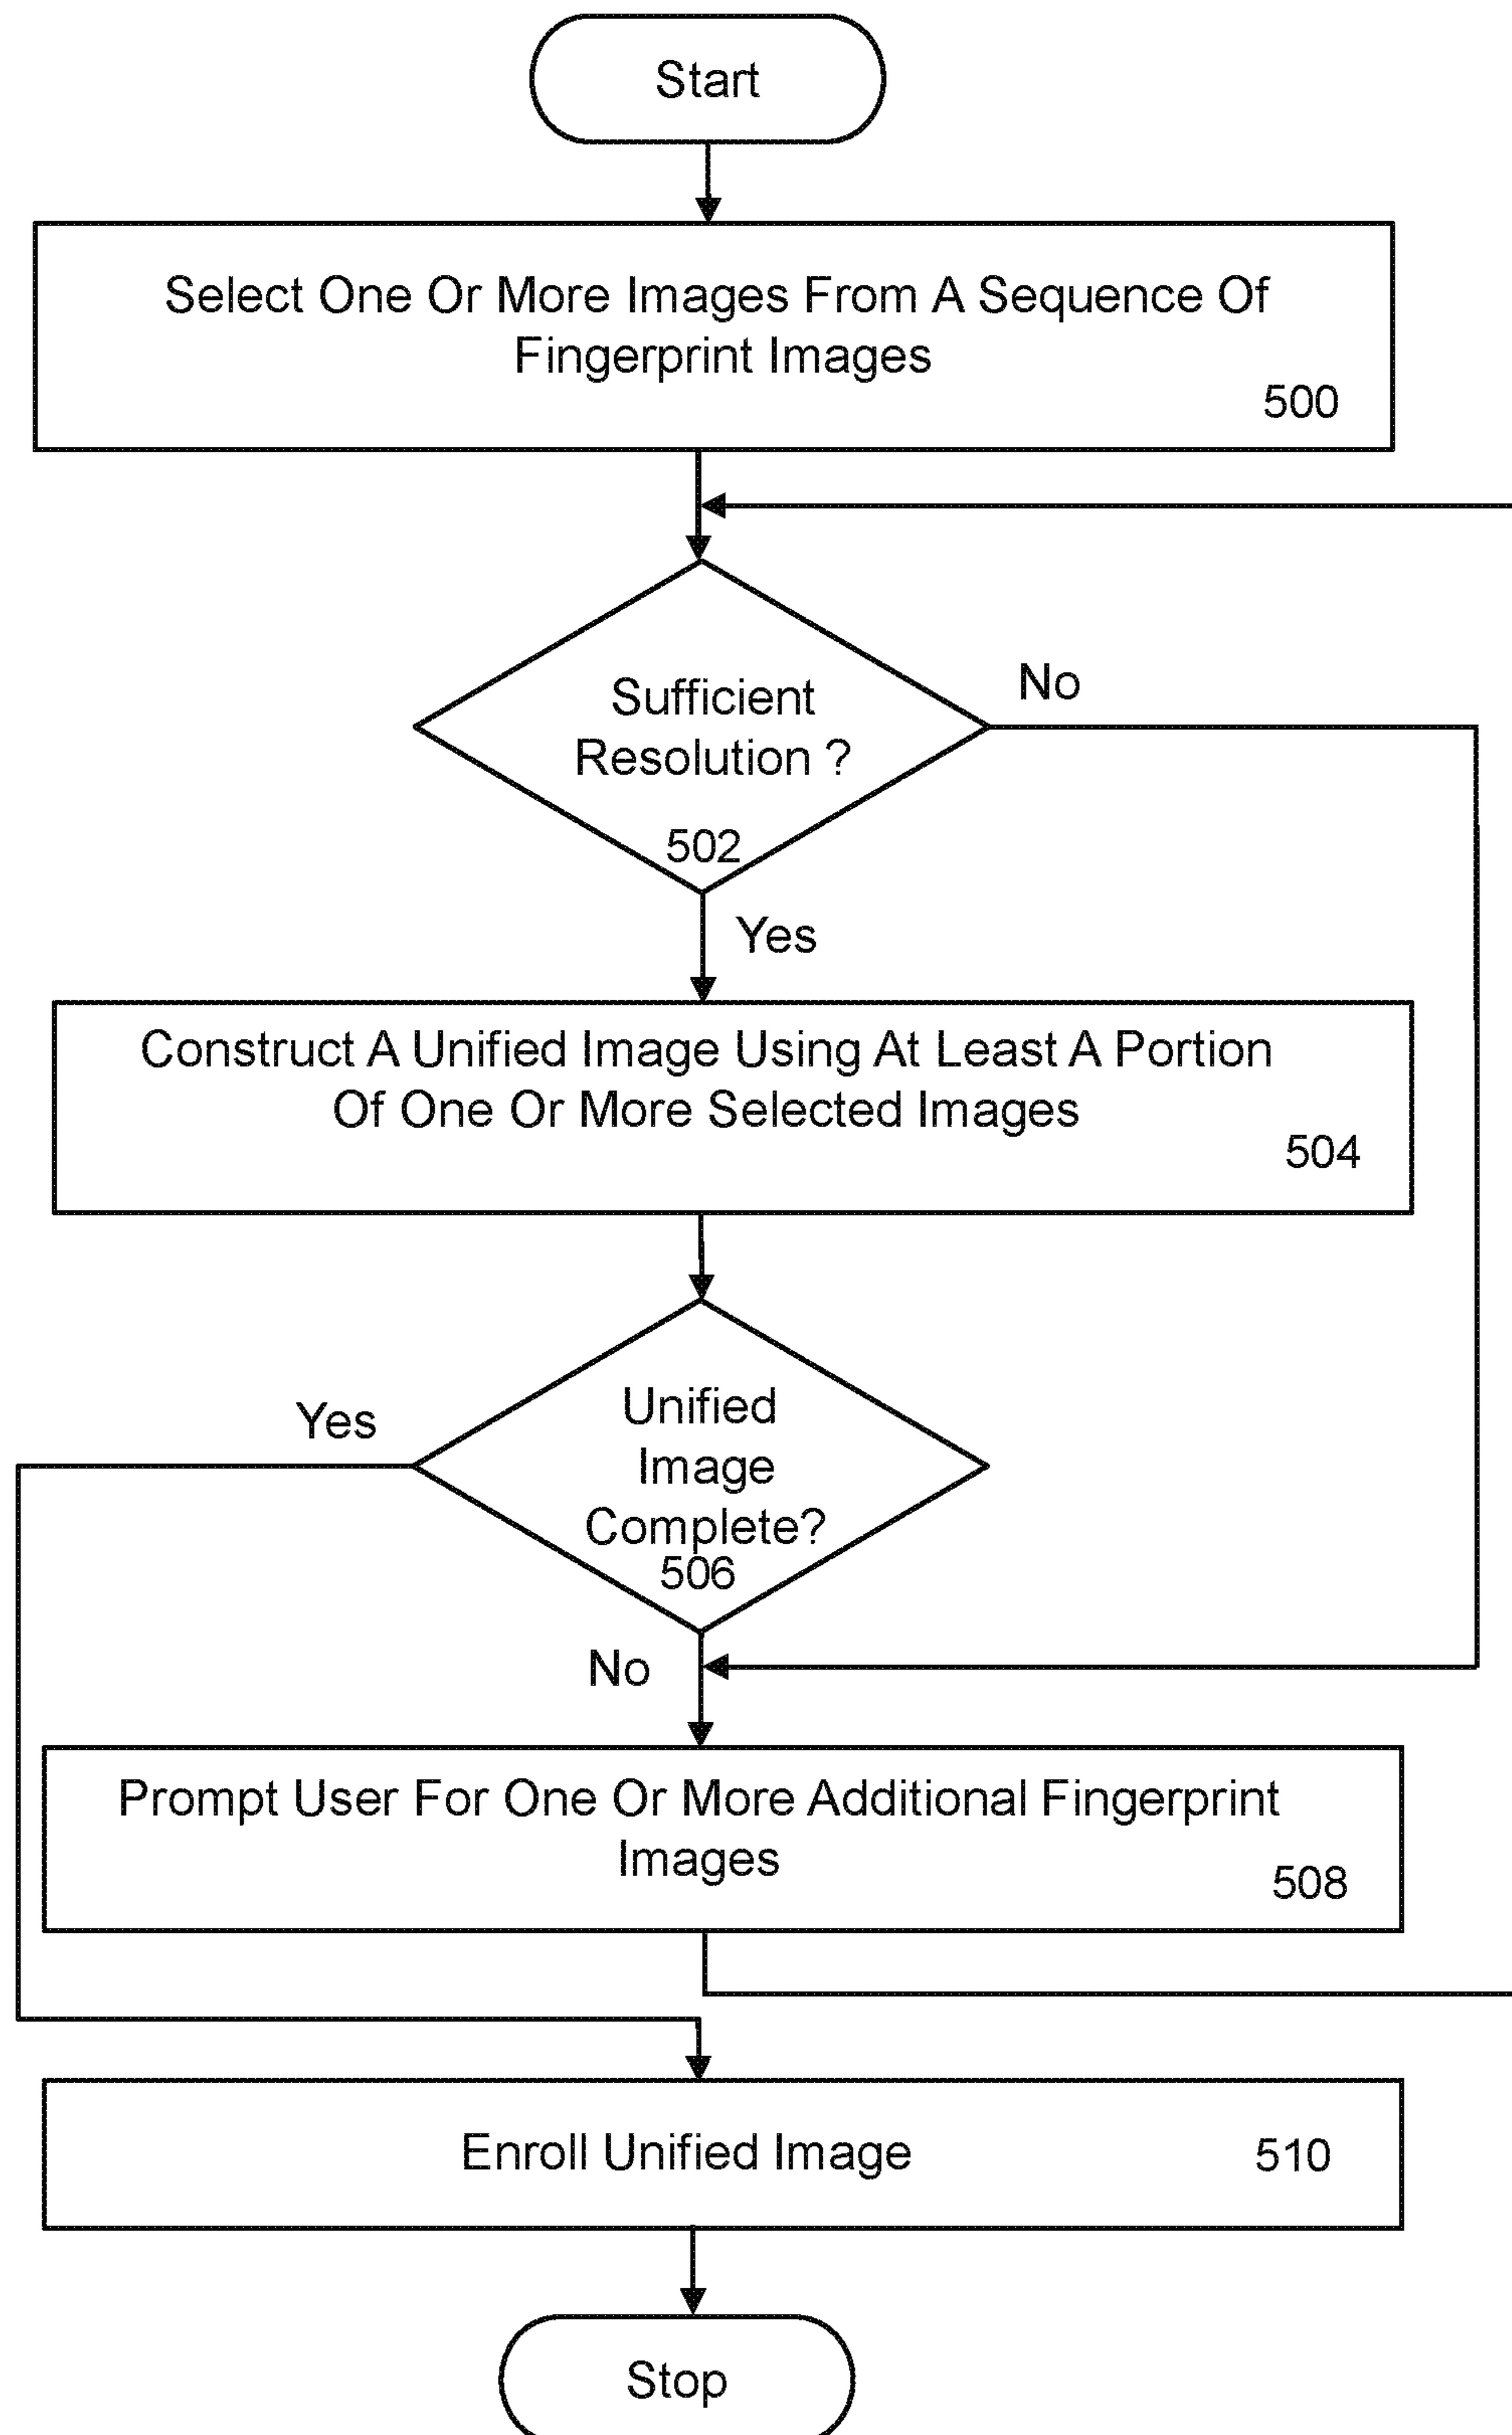 Start
Select One Or More Images From A Sequence Of
Fingerprint Images
500
Sufficient
Resolution ?
502
No
Yes
Construct A Unified Image Using At Least A Portion
Of One Or More Selected Images
504
Unified
Image
Complete?
506
Yes
No
Prompt User For One Or More Additional Fingerprint
Images
508
Enroll Unified Image
510
Stop